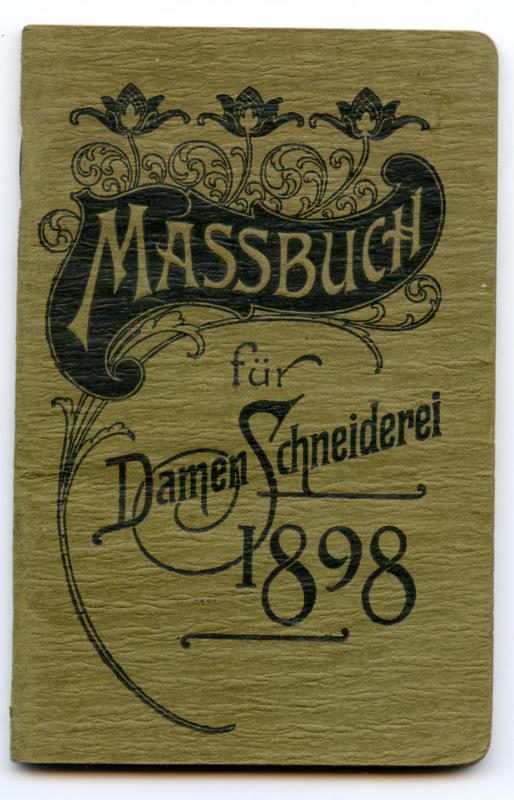 MASSBUCH
für
Damen Schneiderei
1898